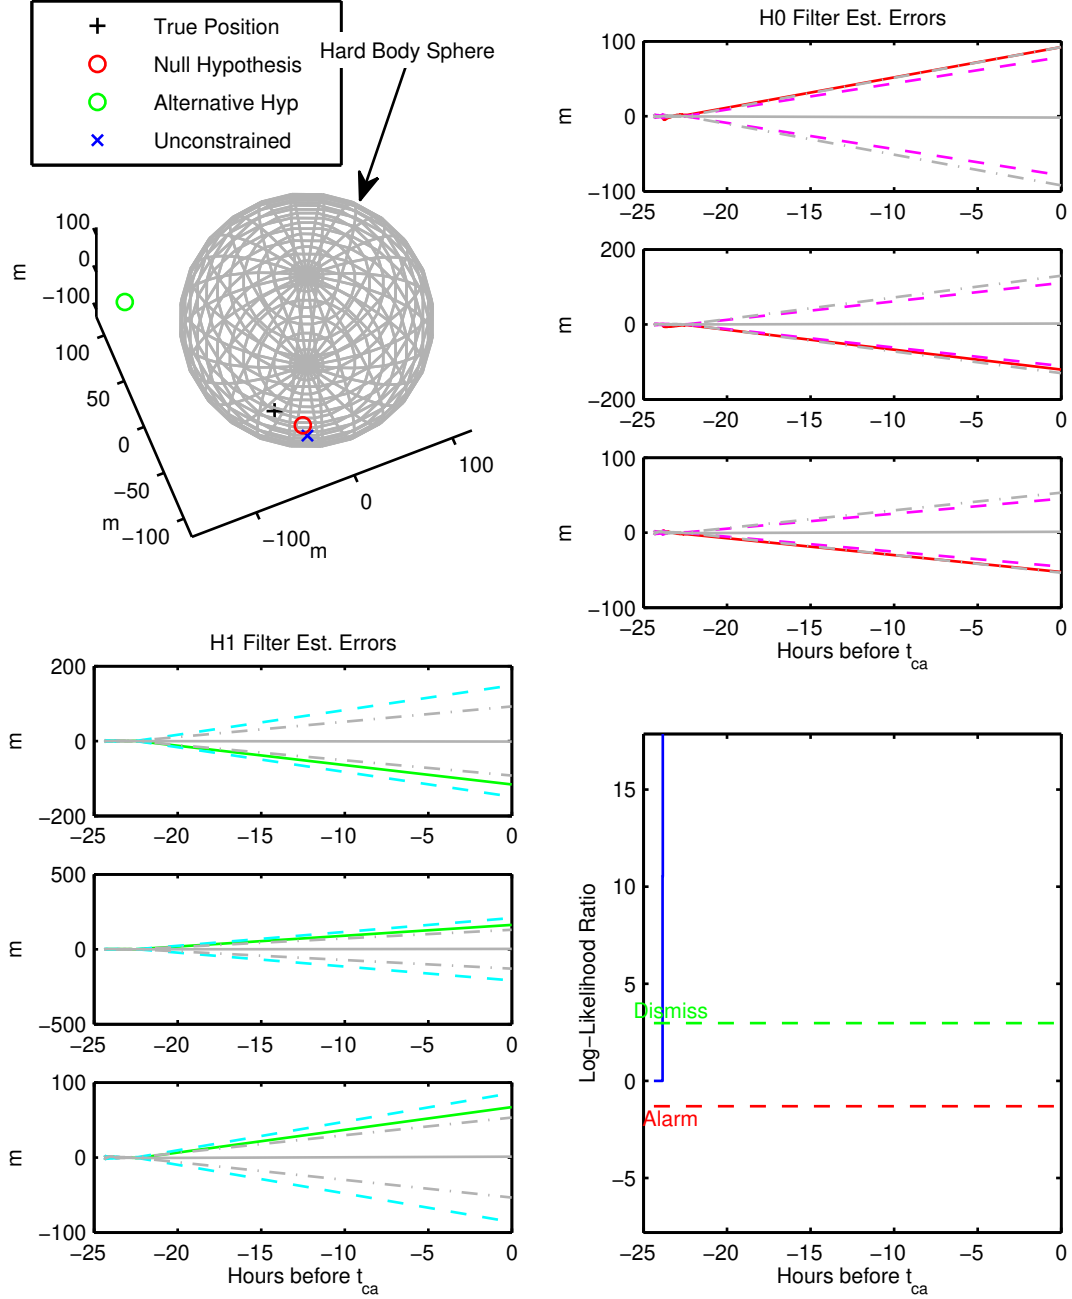 True Position
Null Hypothesis
Alternative Hyp
Unconstrained
Hard Body Sphere
100
0
−100
m
100
50
0
−50
−100
m
−100
0
100
m
H0 Filter Est. Errors
100
0
−100
m
−25 −20 −15 −10 −5 0
200
0
−200
m
−25 −20 −15 −10 −5 0
100
0
−100
m
−25 −20 −15 −10 −5 0
Hours before t_ca
H1 Filter Est. Errors
200
0
−200
m
−25 −20 −15 −10 −5 0
500
0
−500
m
−25 −20 −15 −10 −5 0
100
0
−100
m
−25 −20 −15 −10 −5 0
Hours before t_ca
15
10
5
0
−5
Log−Likelihood Ratio
Dismiss
Alarm
−25 −20 −15 −10 −5 0
Hours before t_ca